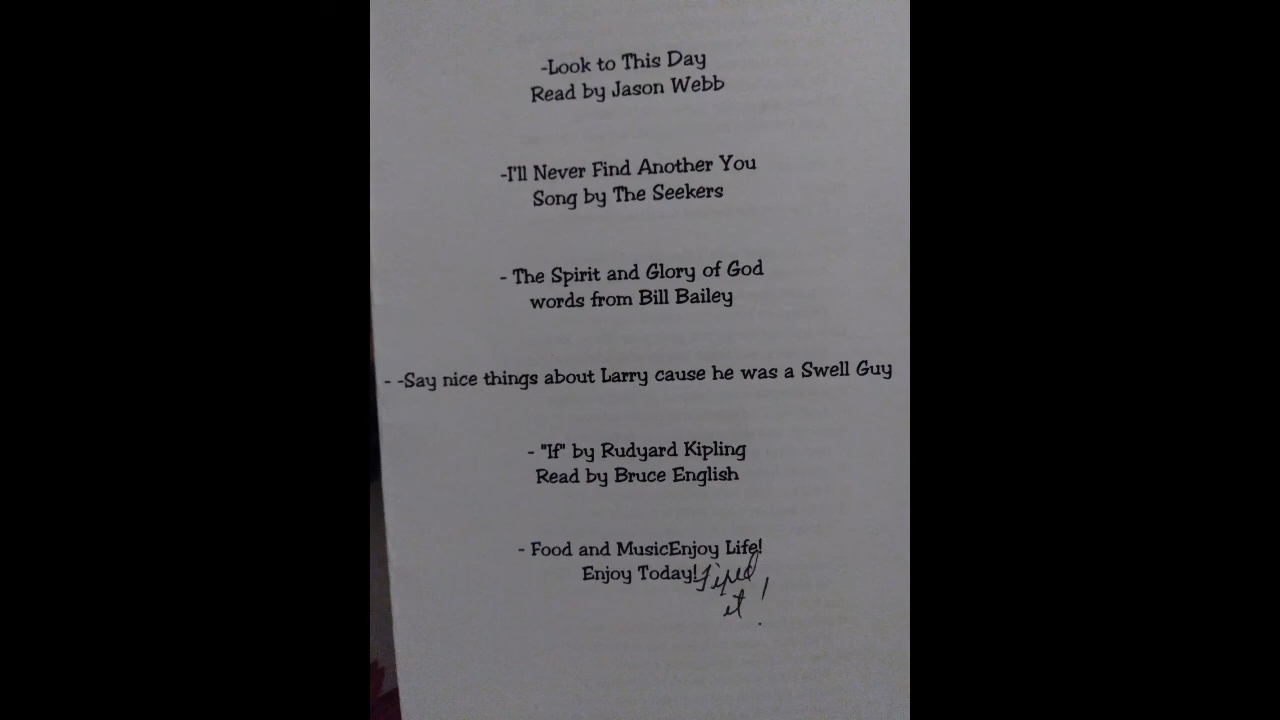 -Look to This Day
Read by Jason Webb
-I'll Never Find Another You
Song by The Seekers
- The Spirit and Glory of God
words from Bill Bailey
- -Say nice things about Larry cause he was a Swell Guy
- "If" by Rudyard Kipling
Read by Bruce English
- Food and MusicEnjoy Life!
Enjoy Today!
it!